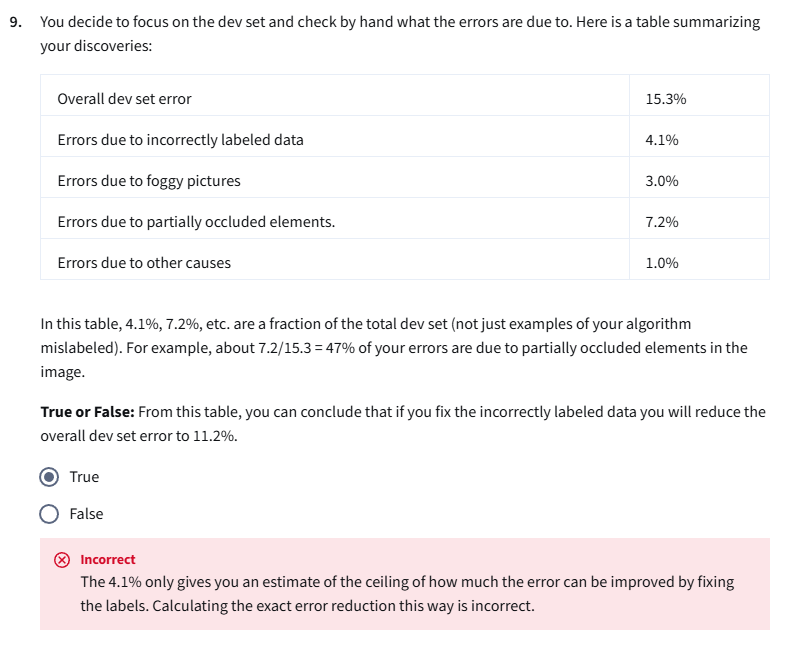 9. You decide to focus on the dev set and check by hand what the errors are due to. Here is a table summarizing
your discoveries:
Overall dev set error 15.3%
Errors due to incorrectly labeled data 4.1%
Errors due to foggy pictures 3.0%
Errors due to partially occluded elements. 7.2%
Errors due to other causes 1.0%
In this table, 4.1%, 7.2%, etc. are a fraction of the total dev set (not just examples of your algorithm
mislabeled). For example, about 7.2/15.3 = 47% of your errors are due to partially occluded elements in the
image.
True or False: From this table, you can conclude that if you fix the incorrectly labeled data you will reduce the
overall dev set error to 11.2%.
True
False
Incorrect
The 4.1% only gives you an estimate of the ceiling of how much the error can be improved by fixing
the labels. Calculating the exact error reduction this way is incorrect.